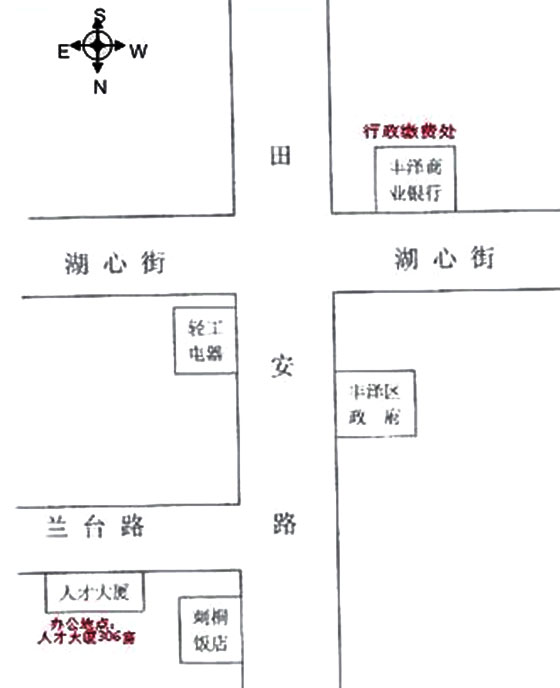 S
E W
N
行政缴费处
丰泽商
业银行
田
湖心街
湖心街
轻工
电器
安
丰泽区
政府
兰台路
路
人才大厦
办公地点:
人才大厦306室
刺桐
饭店